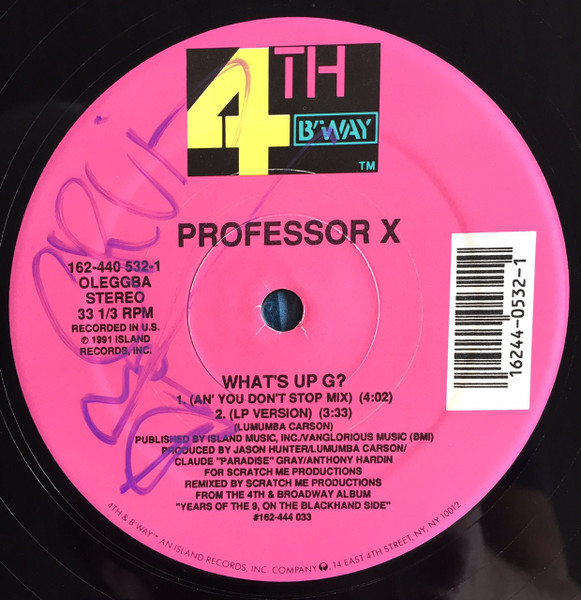 4TH
B'WAY
TM
PROFESSOR X
162-440 532-1
OLEGGBA
STEREO
33 1/3 RPM
RECORDED IN U.S.
℗ 1991 ISLAND
RECORDS, INC.
16244-0532-1
WHAT'S UP G?
1. (AN' YOU DON'T STOP MIX) (4:02)
2. (LP VERSION) (3:33)
(LUMUMBA CARSON)
PUBLISHED BY ISLAND MUSIC, INC./VANGLORIOUS MUSIC (BMI)
PRODUCED BY JASON HUNTER/LUMUMBA CARSON/
CLAUDE "PARADISE" GRAY/ANTHONY HARDIN
FOR SCRATCH ME PRODUCTIONS
REMIXED BY SCRATCH ME PRODUCTIONS
FROM THE 4TH & BROADWAY ALBUM
"YEARS OF THE 9, ON THE BLACKHAND SIDE"
#162-444 033
4TH & B'WAY™ AN ISLAND RECORDS, INC. COMPANY, 14 EAST 4TH STREET, NY, NY 10012